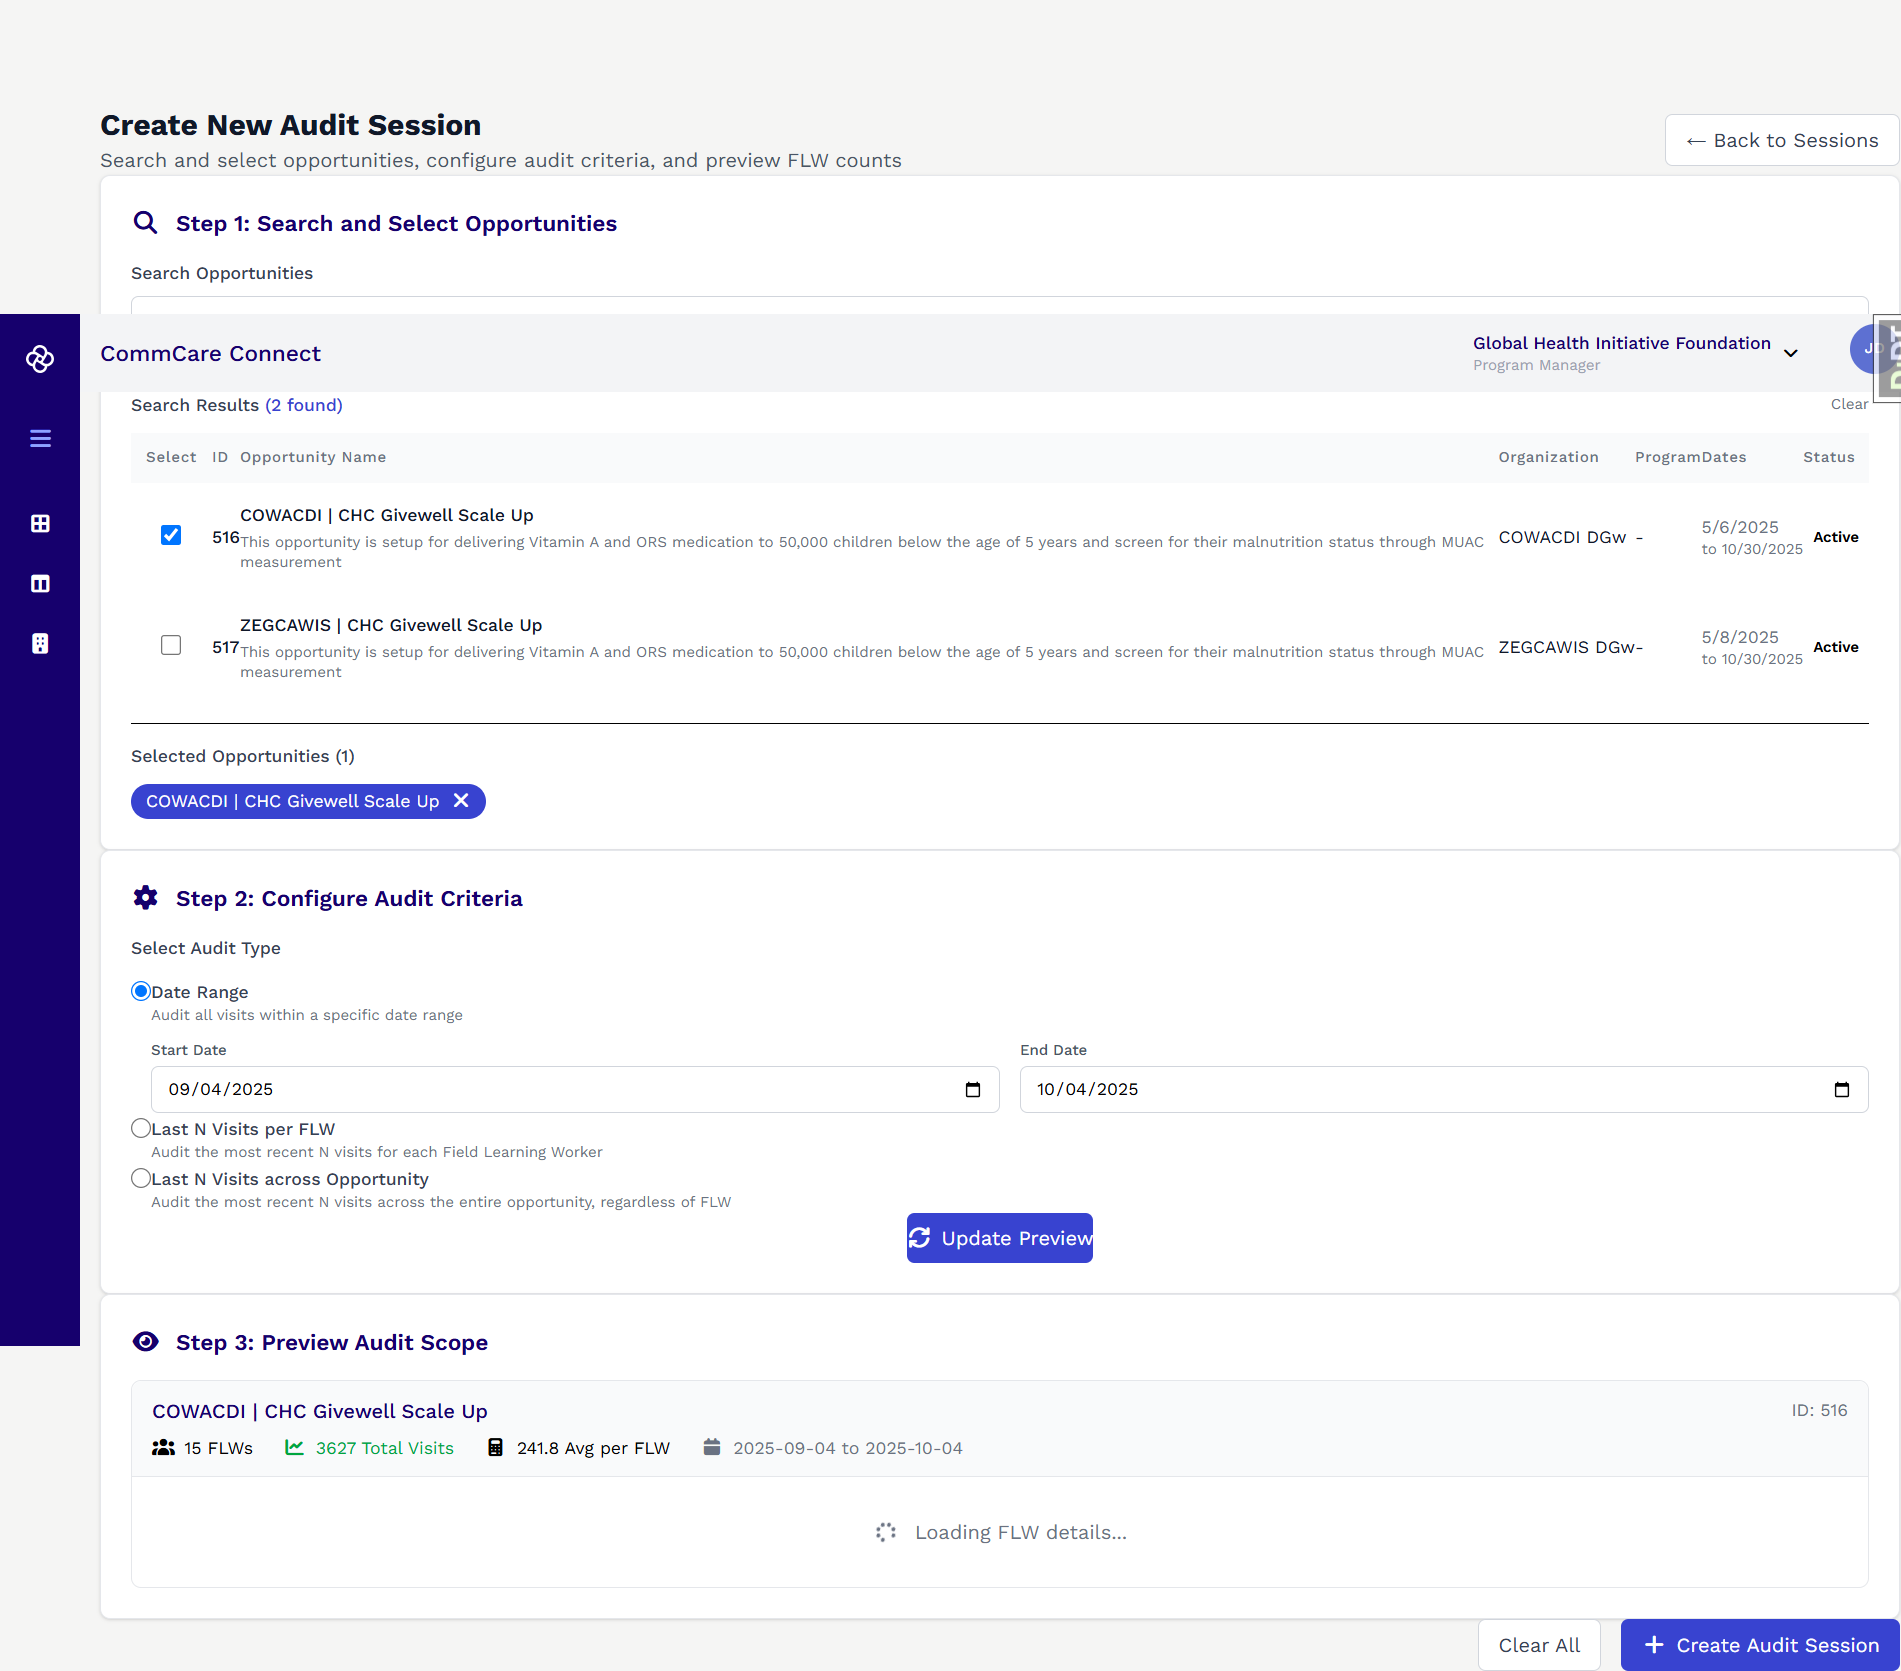 Create New Audit Session
Search and select opportunities, configure audit criteria, and preview FLW counts
← Back to Sessions
Step 1: Search and Select Opportunities
Search Opportunities
CommCare Connect
Global Health Initiative Foundation
Program Manager
JD
DjDT
Search Results (2 found)
Clear
Select ID Opportunity Name Organization Program Dates Status
COWACDI | CHC Givewell Scale Up
516 This opportunity is setup for delivering Vitamin A and ORS medication to 50,000 children below the age of 5 years and screen for their malnutrition status through MUAC
measurement
COWACDI DGw -
5/6/2025
to 10/30/2025
Active
ZEGCAWIS | CHC Givewell Scale Up
517 This opportunity is setup for delivering Vitamin A and ORS medication to 50,000 children below the age of 5 years and screen for their malnutrition status through MUAC
measurement
ZEGCAWIS DGw -
5/8/2025
to 10/30/2025
Active
Selected Opportunities (1)
COWACDI | CHC Givewell Scale Up
Step 2: Configure Audit Criteria
Select Audit Type
Date Range
Audit all visits within a specific date range
Start Date
End Date
09/04/2025
10/04/2025
Last N Visits per FLW
Audit the most recent N visits for each Field Learning Worker
Last N Visits across Opportunity
Audit the most recent N visits across the entire opportunity, regardless of FLW
Update Preview
Step 3: Preview Audit Scope
COWACDI | CHC Givewell Scale Up
ID: 516
15 FLWs 3627 Total Visits 241.8 Avg per FLW 2025-09-04 to 2025-10-04
Loading FLW details...
Clear All
+ Create Audit Session